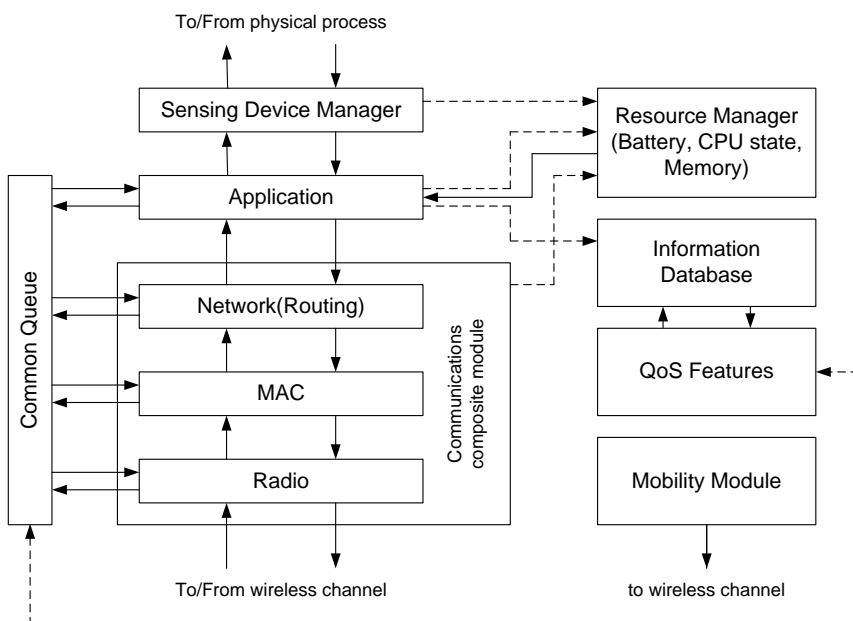 To/From physical process
Sensing Device Manager
Resource Manager
(Battery, CPU state,
Memory)
Application
Information
Database
Common Queue
Network(Routing)
Communications
composite module
QoS Features
MAC
Radio
Mobility Module
To/From wireless channel
to wireless channel